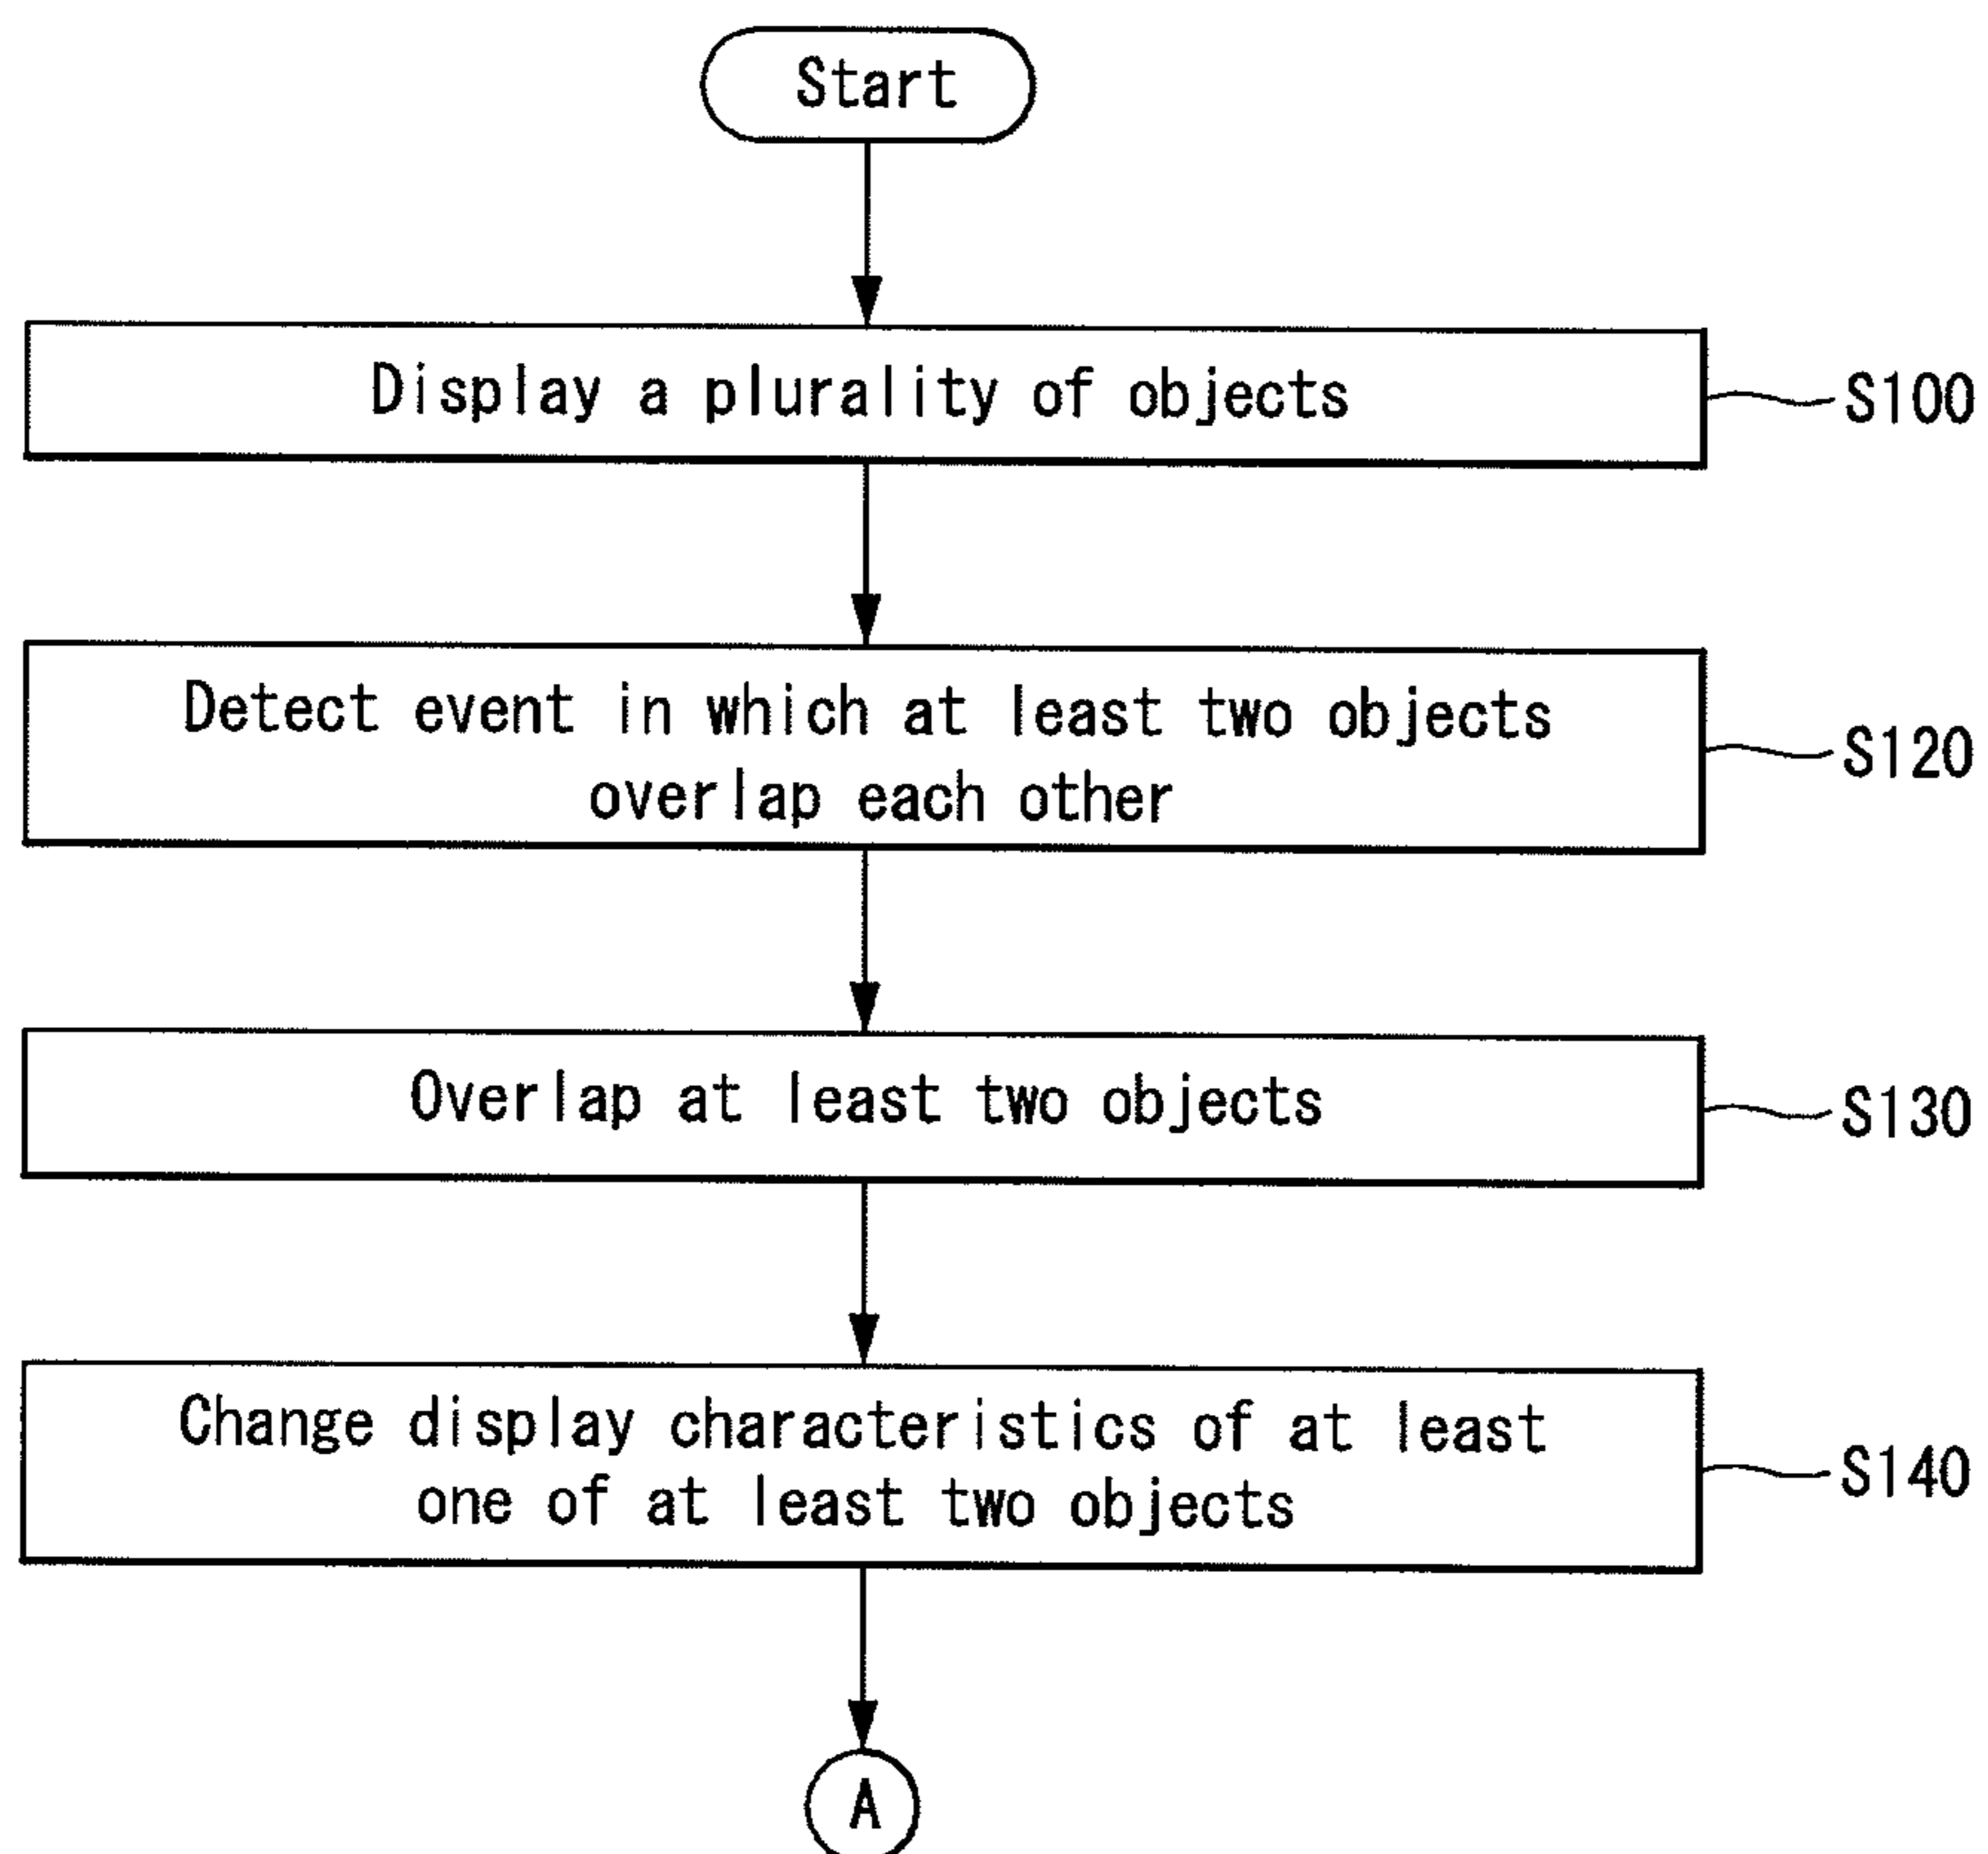 Start
Display a plurality of objects
S100
Detect event in which at least two objects
overlap each other
S120
Overlap at least two objects
S130
Change display characteristics of at least
one of at least two objects
S140
A